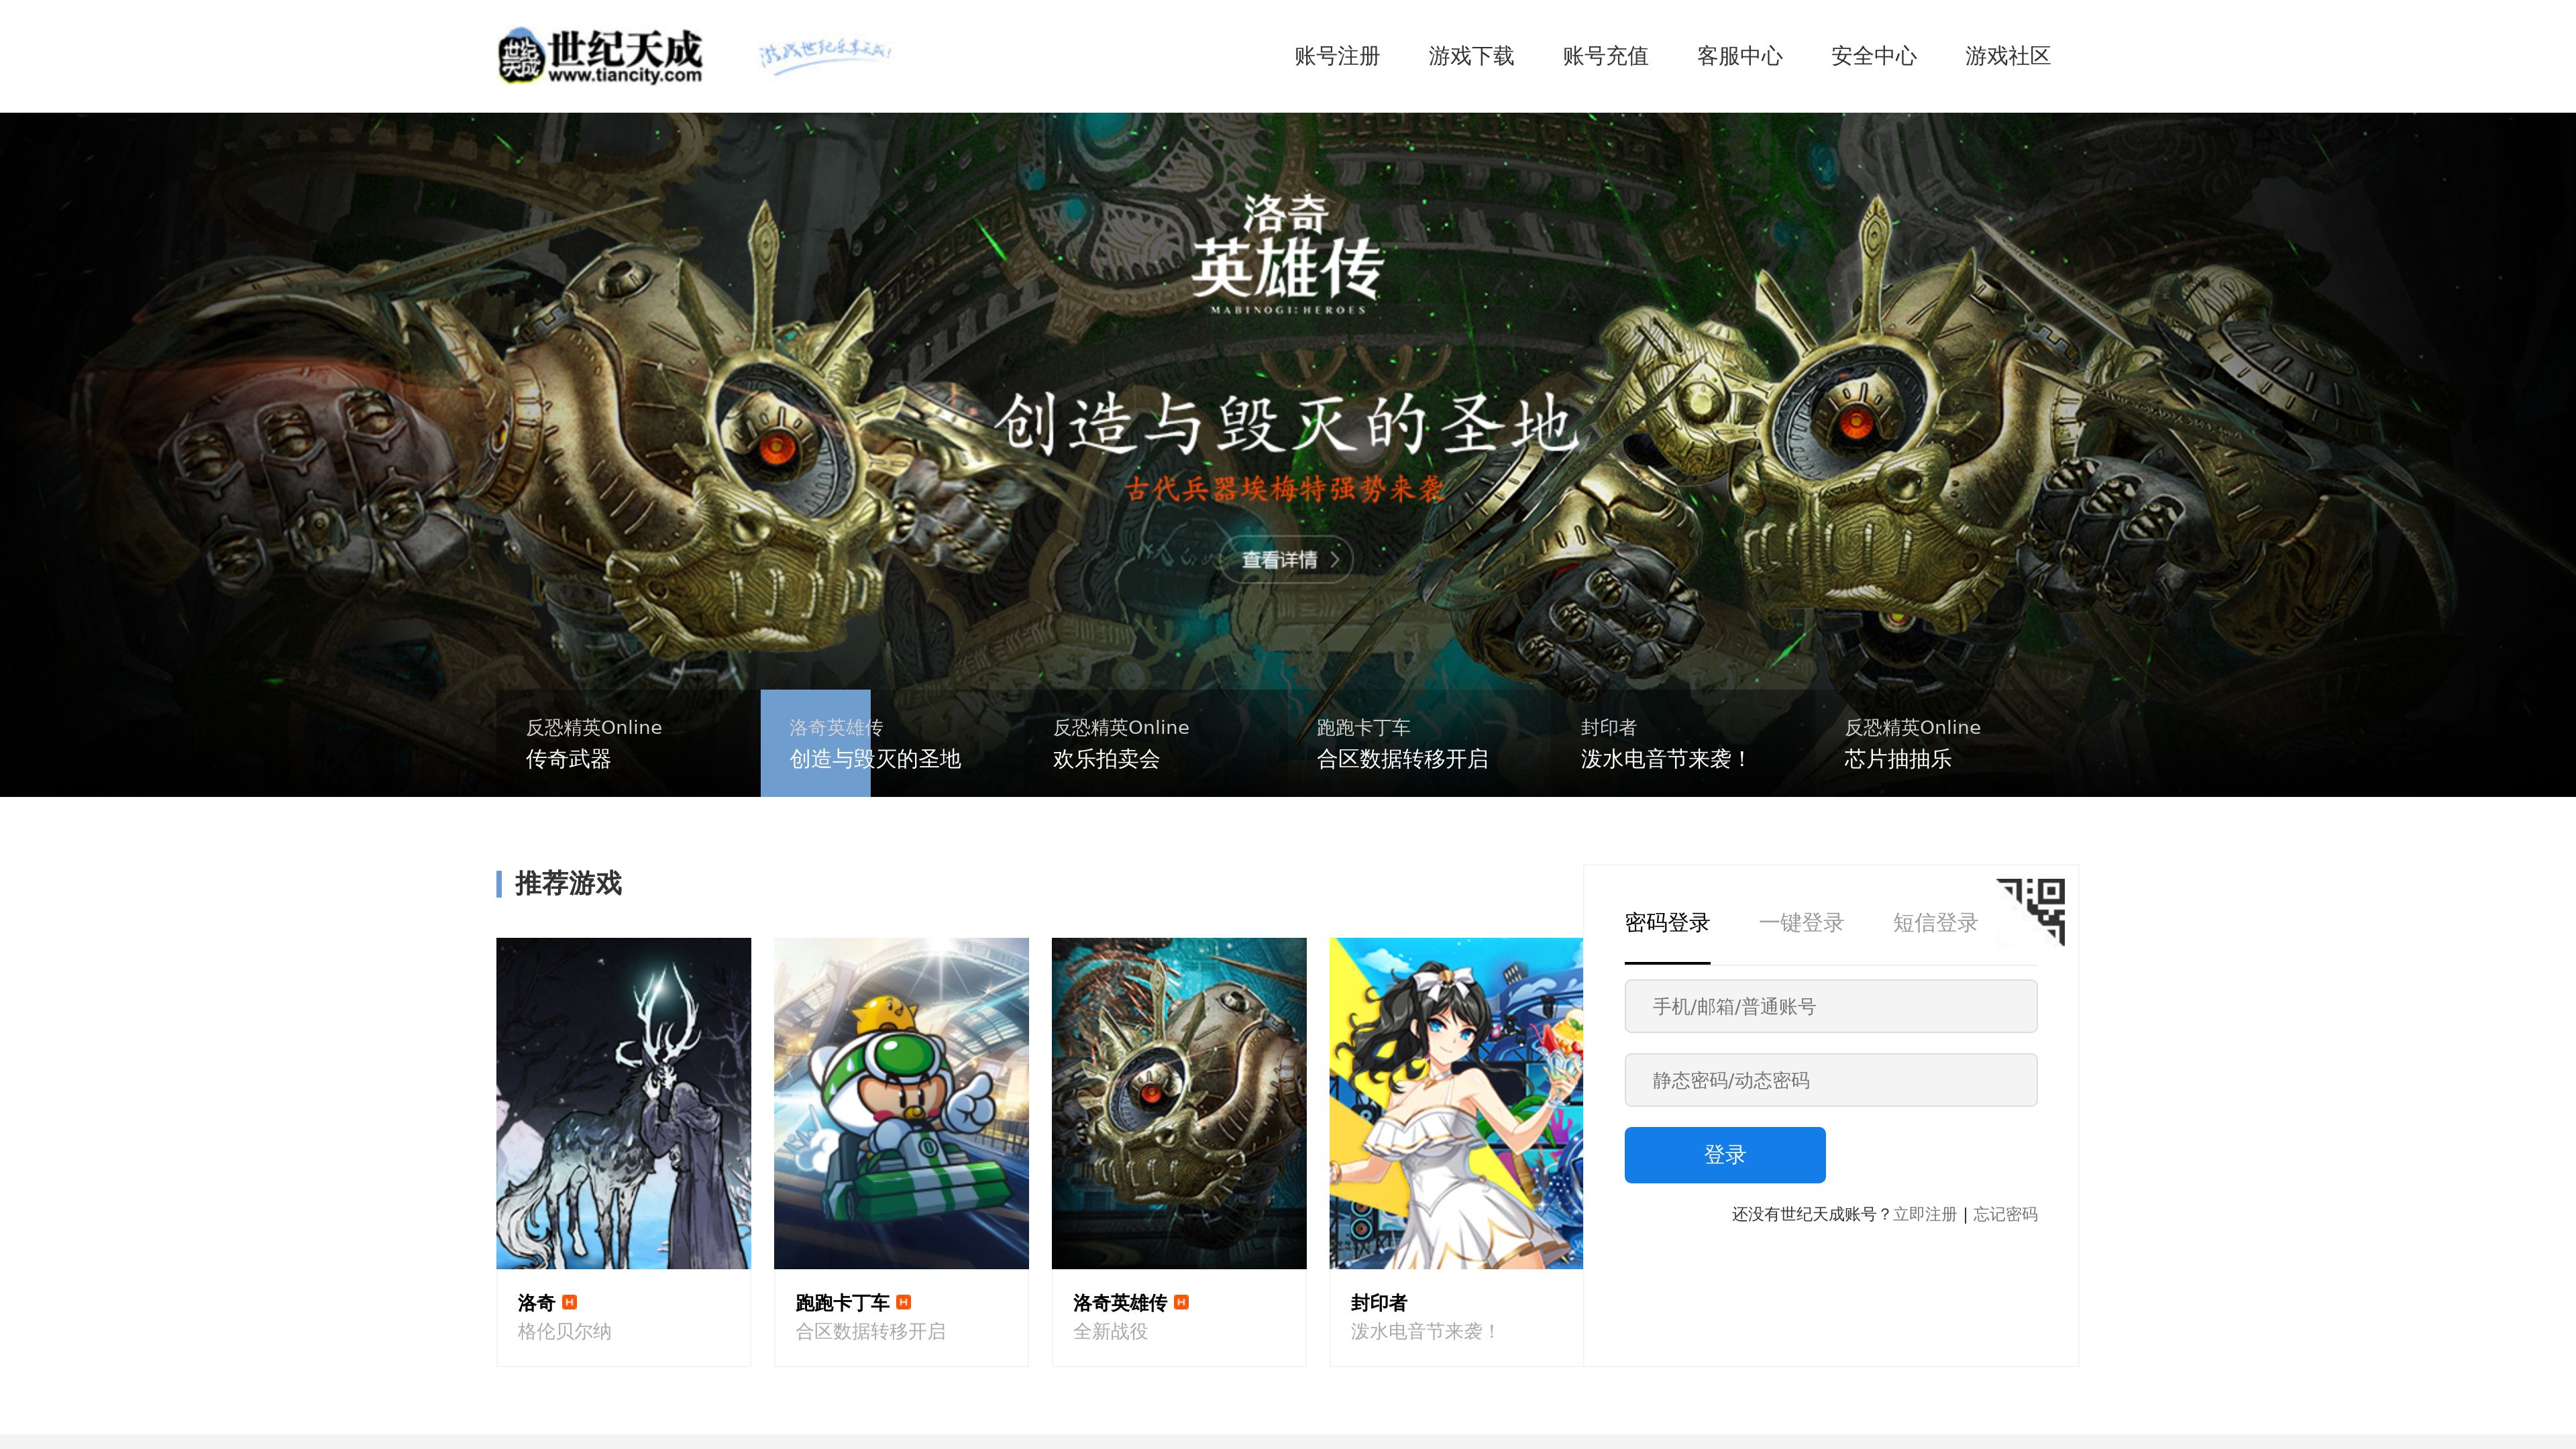 世纪天成
www.tiancity.com
游戏世纪乐享天成!
账号注册 游戏下载 账号充值 客服中心 安全中心 游戏社区
洛奇
英雄传
MABINOGI:HEROES
创造与毁灭的圣地
古代兵器埃梅特强势来袭
查看详情
反恐精英Online
传奇武器
洛奇英雄传
创造与毁灭的圣地
反恐精英Online
欢乐拍卖会
跑跑卡丁车
合区数据转移开启
封印者
泼水电音节来袭！
反恐精英Online
芯片抽抽乐
推荐游戏
洛奇 H
格伦贝尔纳
跑跑卡丁车 H
合区数据转移开启
洛奇英雄传 H
全新战役
封印者
泼水电音节来袭！
密码登录 一键登录 短信登录
手机/邮箱/普通账号
静态密码/动态密码
登录
还没有世纪天成账号？立即注册 | 忘记密码